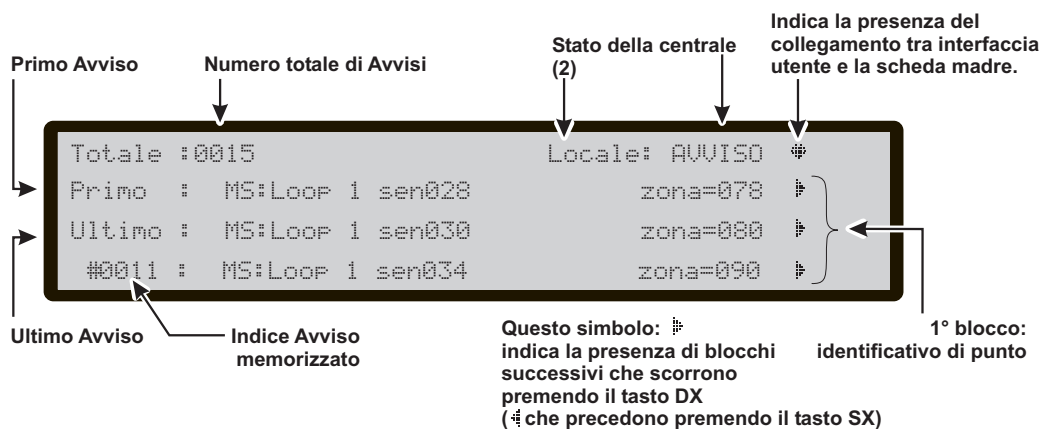 Indica la presenza del
collegamento tra interfaccia
utente e la scheda madre.
Stato della centrale
(2)
Primo Avviso
Numero totale di Avvisi
Totale :0015 Locale: AVVISO
Primo : MS:Loop 1 sen028 zona=078
Ultimo : MS:Loop 1 sen030 zona=080
#0011 : MS:Loop 1 sen034 zona=090
Ultimo Avviso
Indice Avviso
memorizzato
Questo simbolo:
indica la presenza di blocchi
successivi che scorrono
premendo il tasto DX
( che precedono premendo il tasto SX)
1° blocco:
identificativo di punto